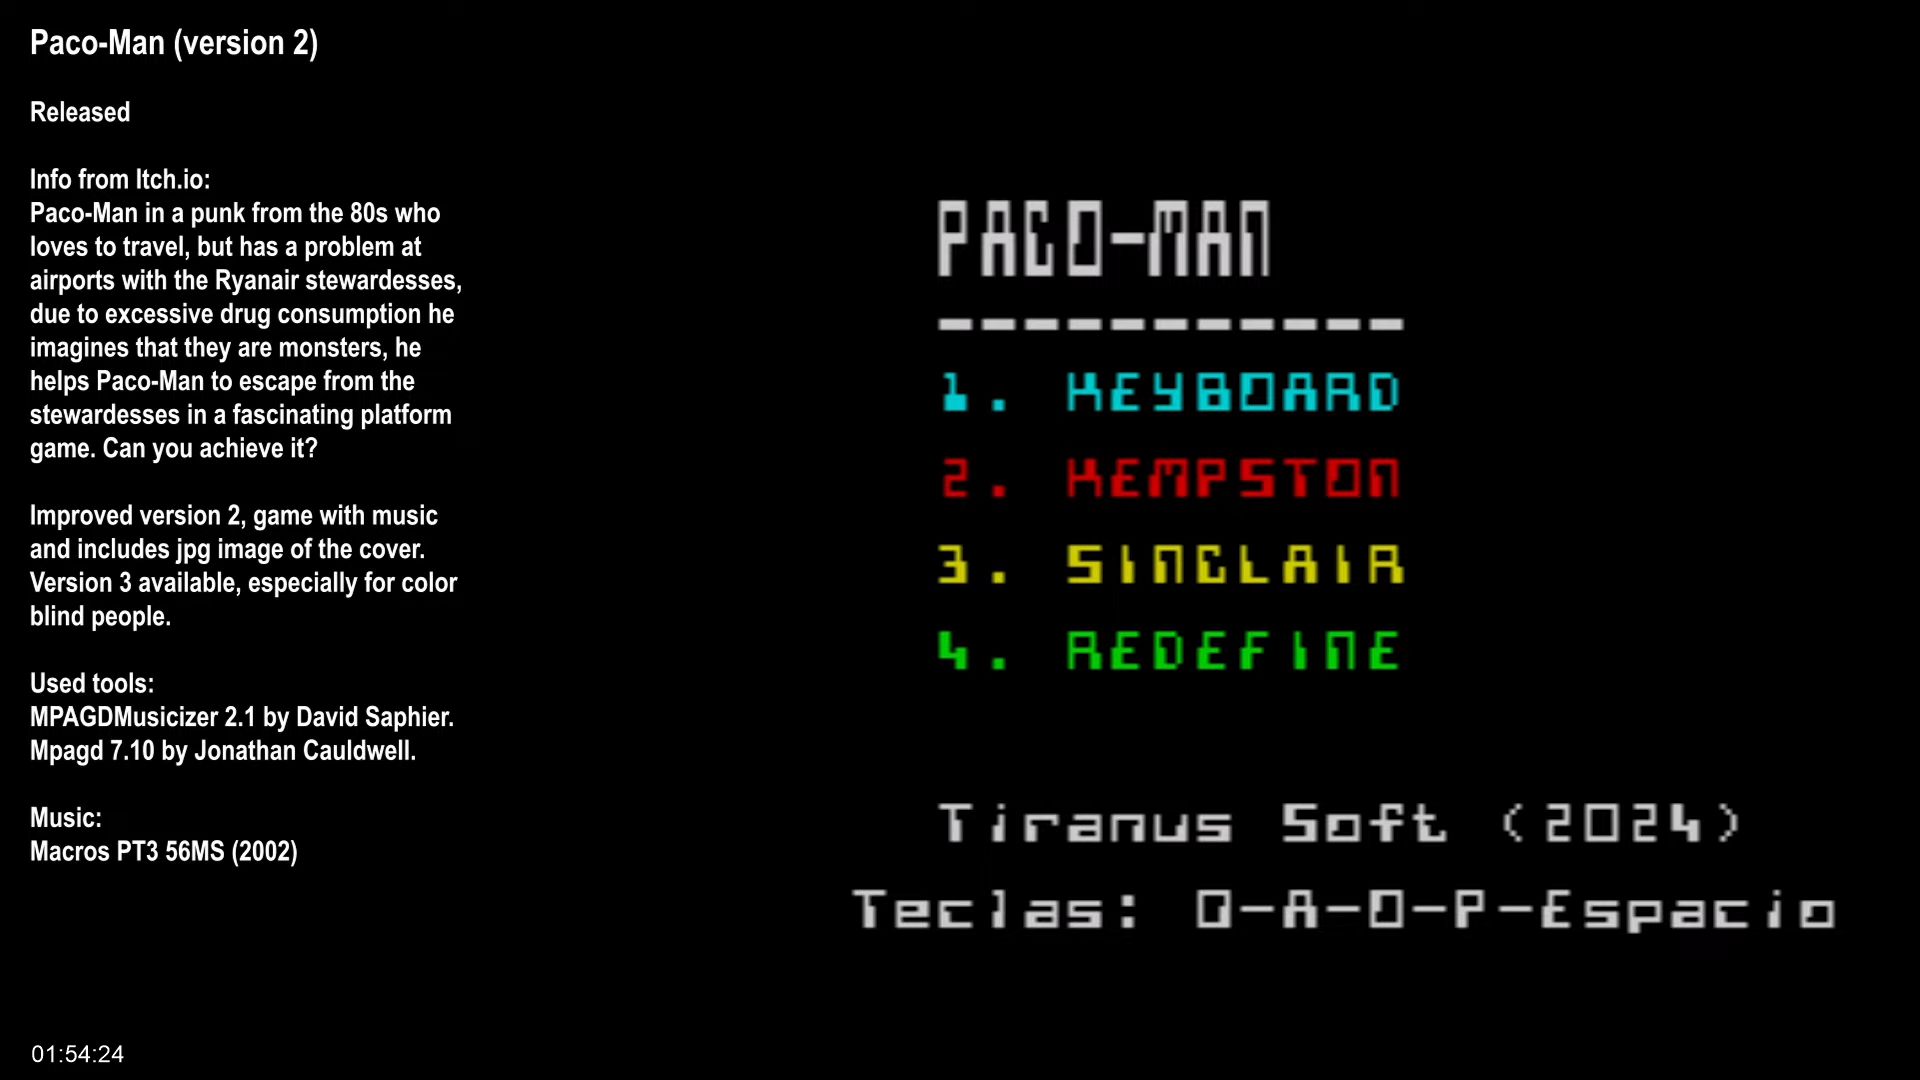 Paco-Man (version 2)
Released
Info from Itch.io:
Paco-Man in a punk from the 80s who
loves to travel, but has a problem at
airports with the Ryanair stewardesses,
due to excessive drug consumption he
imagines that they are monsters, he
helps Paco-Man to escape from the
stewardesses in a fascinating platform
game. Can you achieve it?
Improved version 2, game with music
and includes jpg image of the cover.
Version 3 available, especially for color
blind people.
Used tools:
MPAGDMusicizer 2.1 by David Saphier.
Mpagd 7.10 by Jonathan Cauldwell.
Music:
Macros PT3 56MS (2002)
01:54:24
PACO-MAN
-----------
1. KEYBOARD
2. KEMPSTON
3. SINCLAIR
4. REDEFINE
Tiranus Soft (2024)
Teclas: Q-A-O-P-Espacio